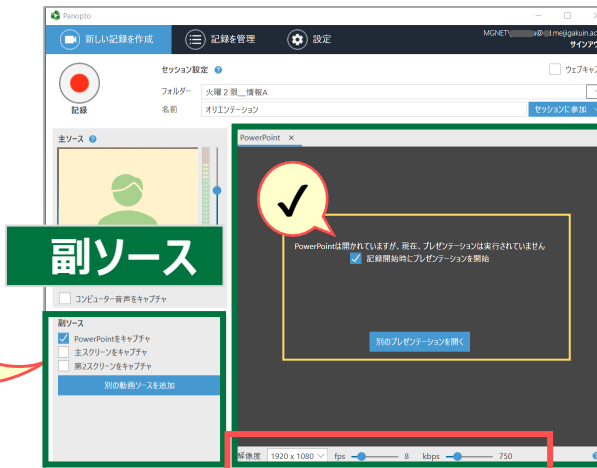 Panopto
新しい記録を作成 記録を管理 設定
MGNET\ a@ l.meijigakuin.ac
サインアウ
セッション設定
ウェブキャス
フォルダー 火曜２限__情報A
記録
名前 オリエンテーション
セッションに参加
主ソース
PowerPoint ×
副ソース
PowerPointは開かれていますが、現在、プレゼンテーションは実行されていません
記録開始時にプレゼンテーションを開始
コンピューター音声をキャプチャ
副ソース
PowerPointをキャプチャ
主スクリーンをキャプチャ
第2スクリーンをキャプチャ
別のプレゼンテーションを開く
別の動画ソースを追加
解像度 1920 x 1080 fps 8 kbps 750